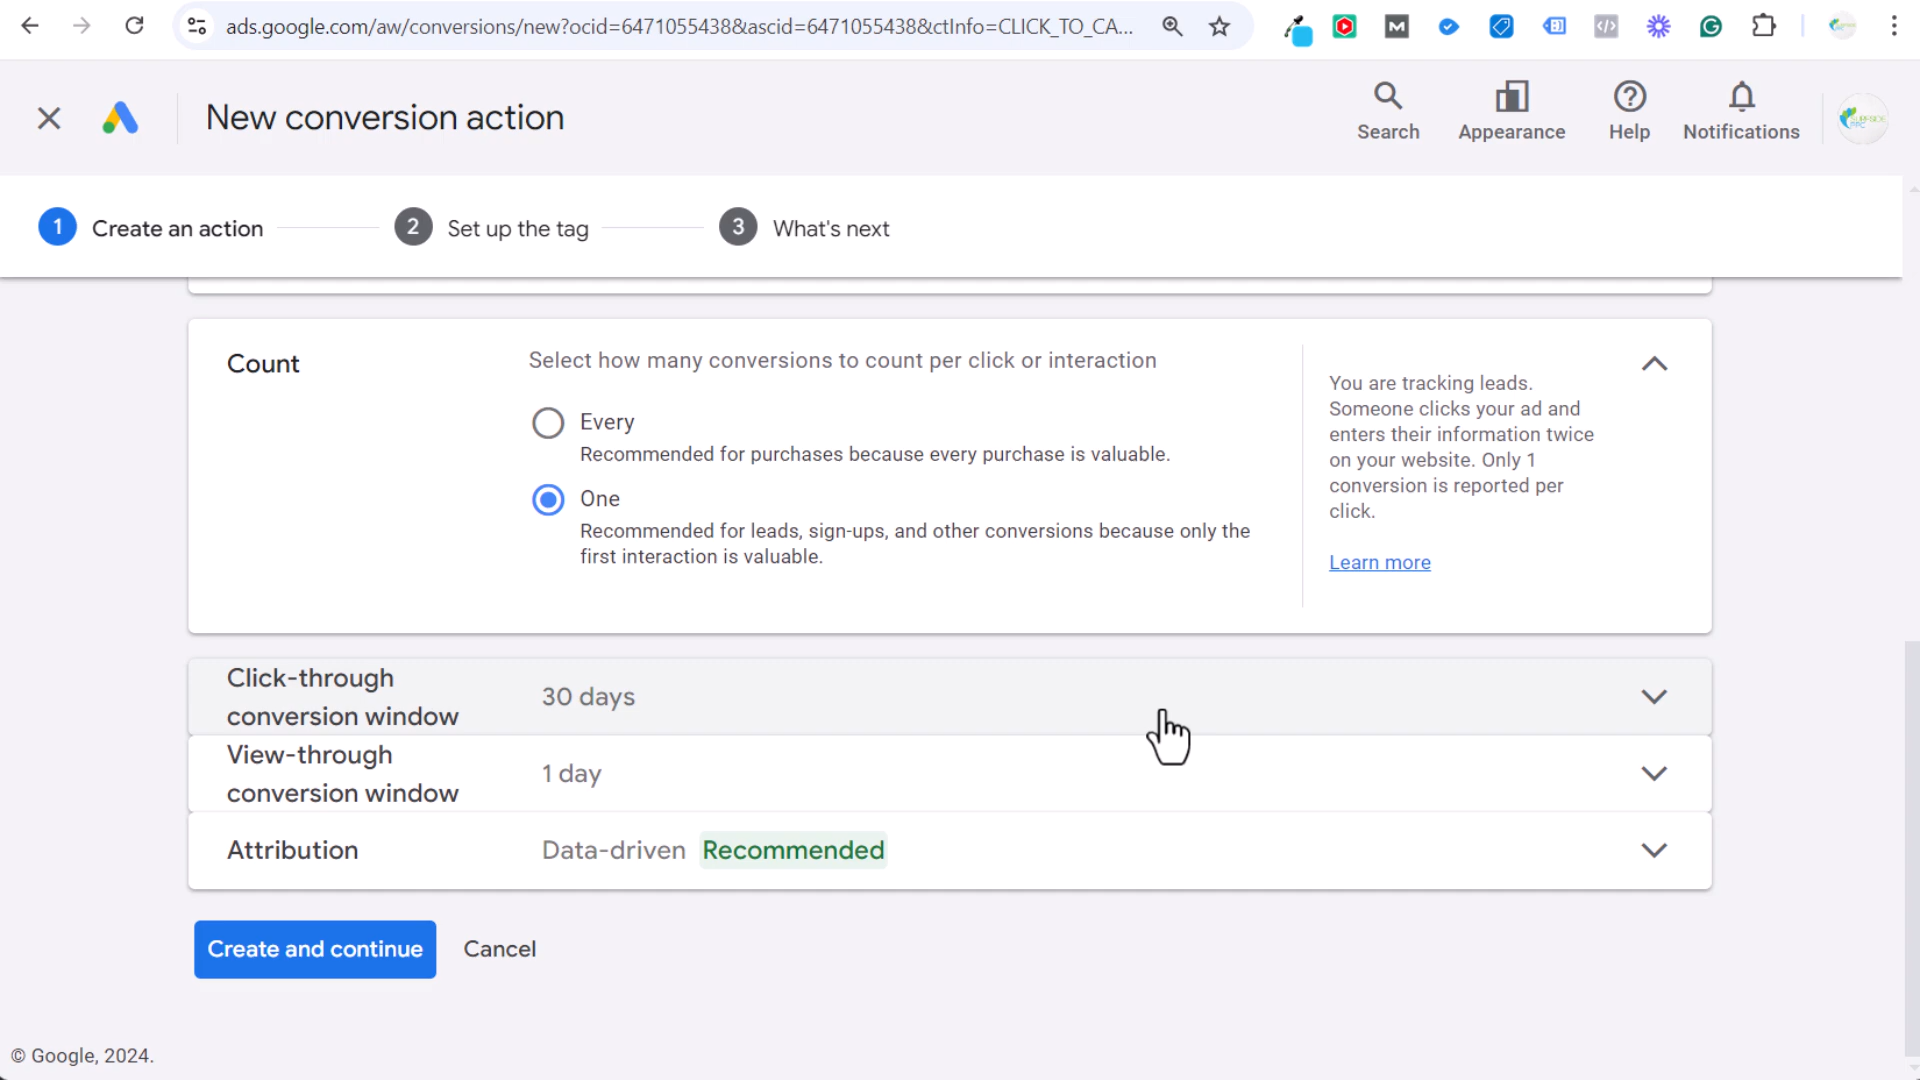 ads.google.com/aw/conversions/new?ocid=6471055438&ascid=6471055438&ctInfo=CLICK_TO_CA...
New conversion action
Search
Appearance
Help
Notifications
1 Create an action
2 Set up the tag
3 What's next
Count
Select how many conversions to count per click or interaction
Every
Recommended for purchases because every purchase is valuable.
One
Recommended for leads, sign-ups, and other conversions because only the
first interaction is valuable.
You are tracking leads.
Someone clicks your ad and
enters their information twice
on your website. Only 1
conversion is reported per
click.
Learn more
Click-through
conversion window
30 days
View-through
conversion window
1 day
Attribution
Data-driven Recommended
Create and continue
Cancel
© Google, 2024.